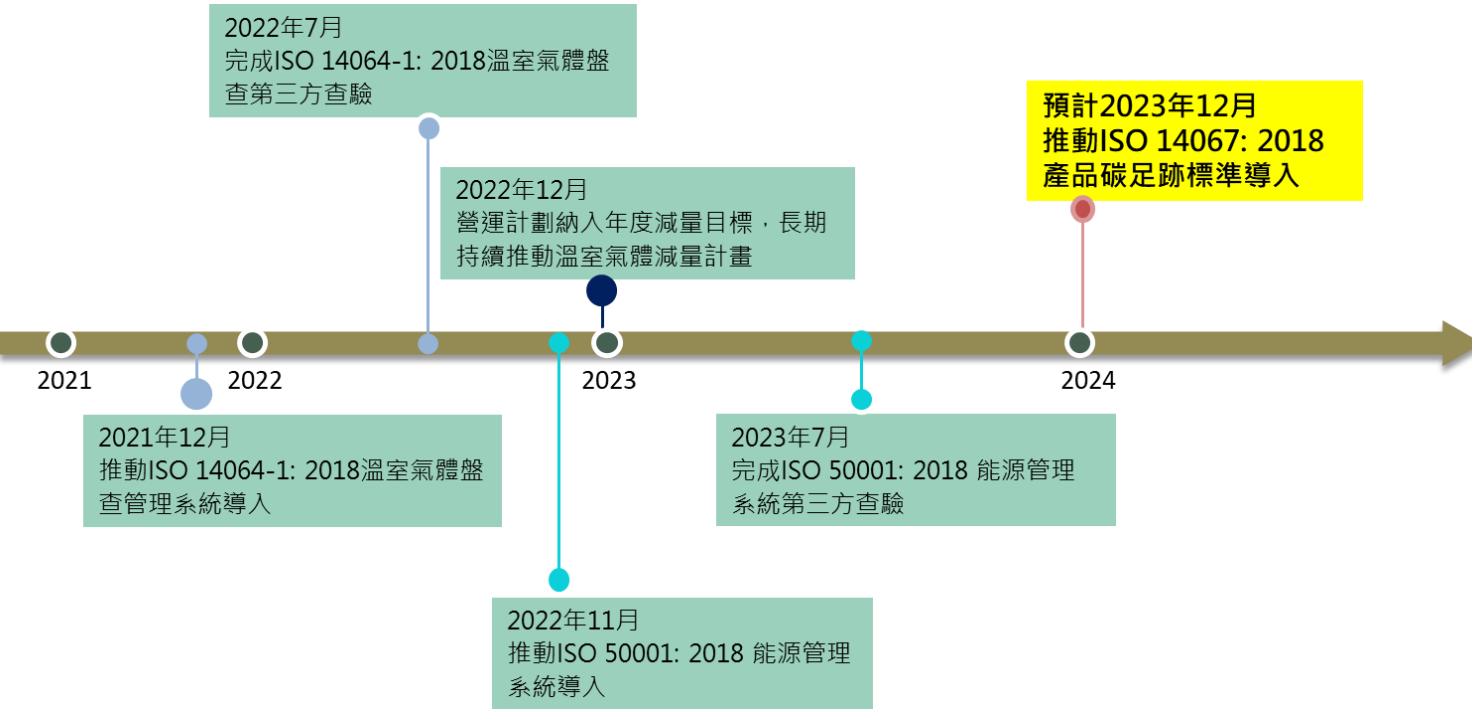 2022年7月
完成ISO 14064-1: 2018溫室氣體盤
查第三方查驗
預計2023年12月
推動ISO 14067: 2018
產品碳足跡標準導入
2022年12月
營運計劃納入年度減量目標，長期
持續推動溫室氣體減量計畫
2021
2022
2023
2024
2021年12月
推動ISO 14064-1: 2018溫室氣體盤
查管理系統導入
2023年7月
完成ISO 50001: 2018 能源管理
系統第三方查驗
2022年11月
推動ISO 50001: 2018 能源管理
系統導入